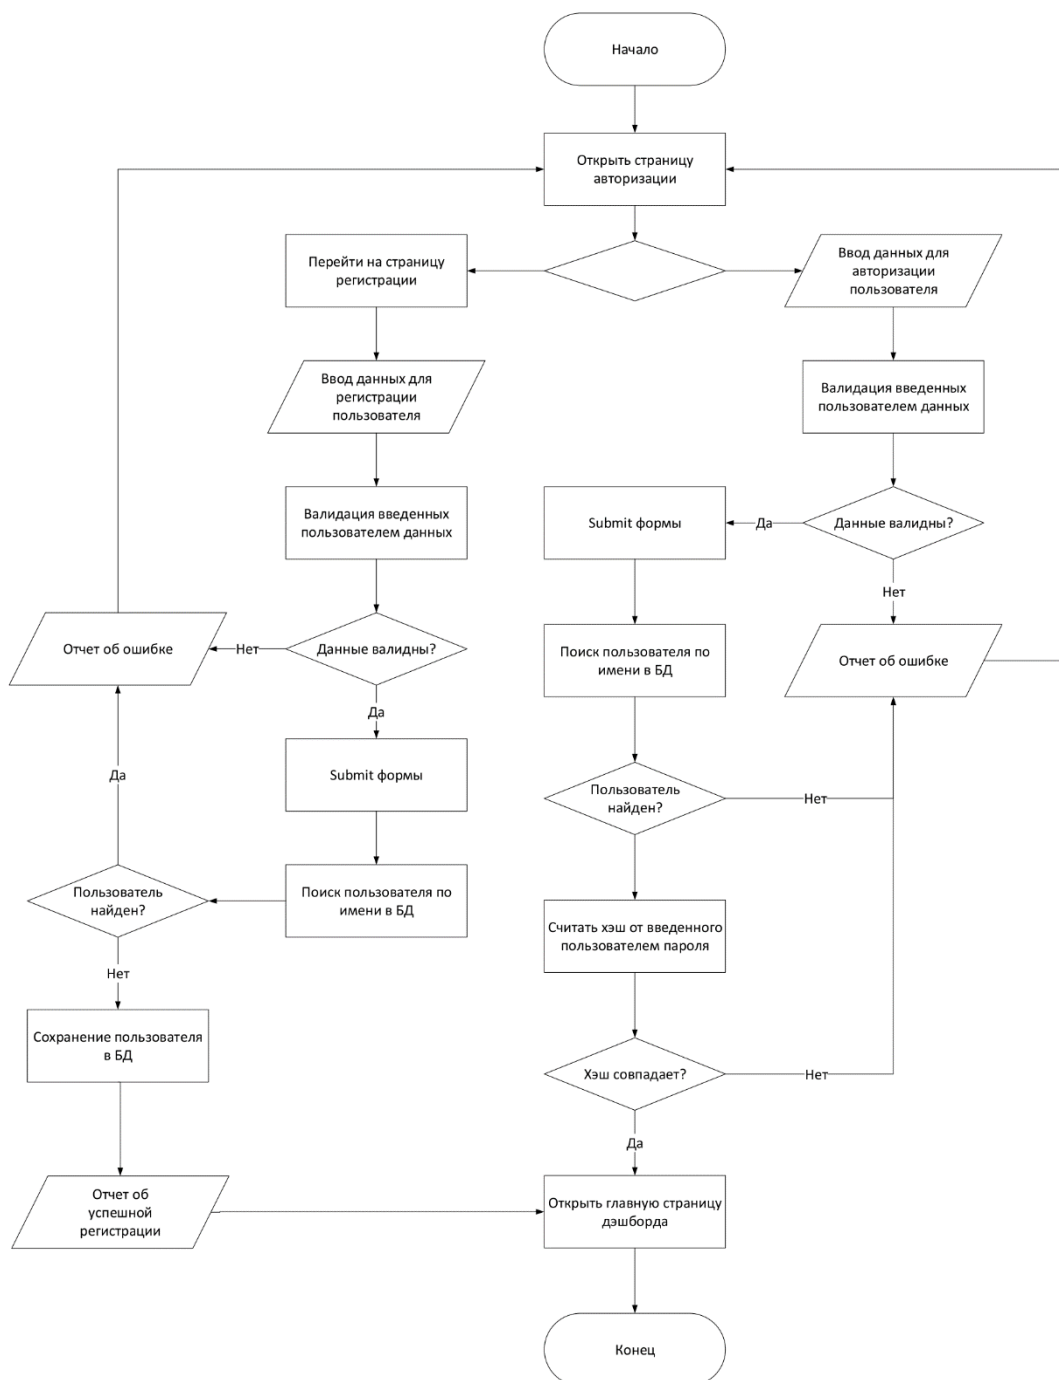 Начало
Открыть страницу
авторизации
Перейти на страницу
регистрации
Ввод данных для
авторизации
пользователя
Ввод данных для
регистрации
пользователя
Валидация введенных
пользователем данных
Валидация введенных
пользователем данных
Submit формы
Да
Данные валидны?
Нет
Отчет об ошибке
Нет
Данные валидны?
Поиск пользователя по
имени в БД
Отчет об ошибке
Да
Submit формы
Да
Пользователь
найден?
Нет
Пользователь
найден?
Поиск пользователя по
имени в БД
Считать хэш от введенного
пользователем пароля
Нет
Сохранение пользователя
в БД
Хэш совпадает?
Нет
Да
Отчет об
успешной
регистрации
Открыть главную страницу
дэшборда
Конец